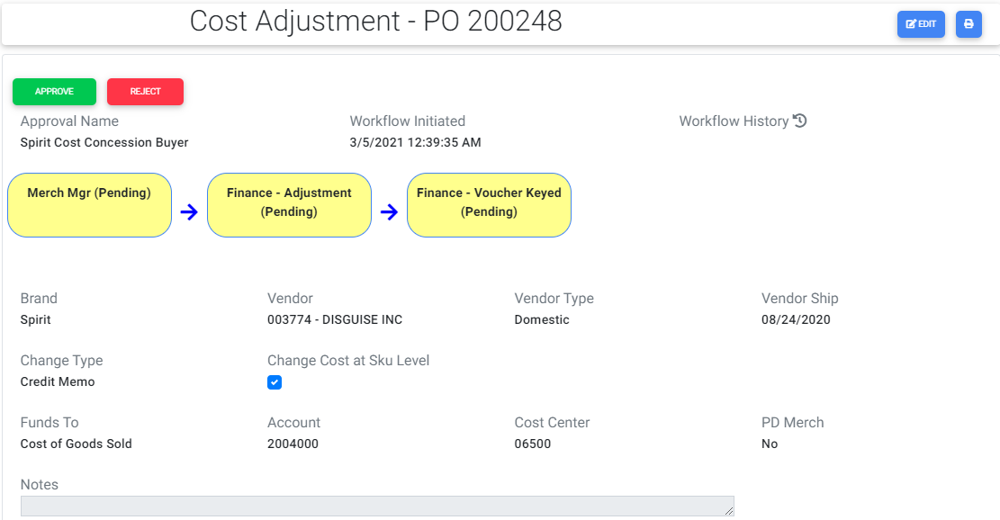 Cost Adjustment - PO 200248
EDIT
APPROVE
REJECT
Approval Name
Workflow Initiated
Workflow History
Spirit Cost Concession Buyer
3/5/2021 12:39:35 AM
Merch Mgr (Pending)
Finance - Adjustment
(Pending)
Finance - Voucher Keyed
(Pending)
Brand
Vendor
Vendor Type
Vendor Ship
Spirit
003774 - DISGUISE INC
Domestic
08/24/2020
Change Type
Change Cost at Sku Level
Credit Memo
Funds To
Account
Cost Center
PD Merch
Cost of Goods Sold
2004000
06500
No
Notes